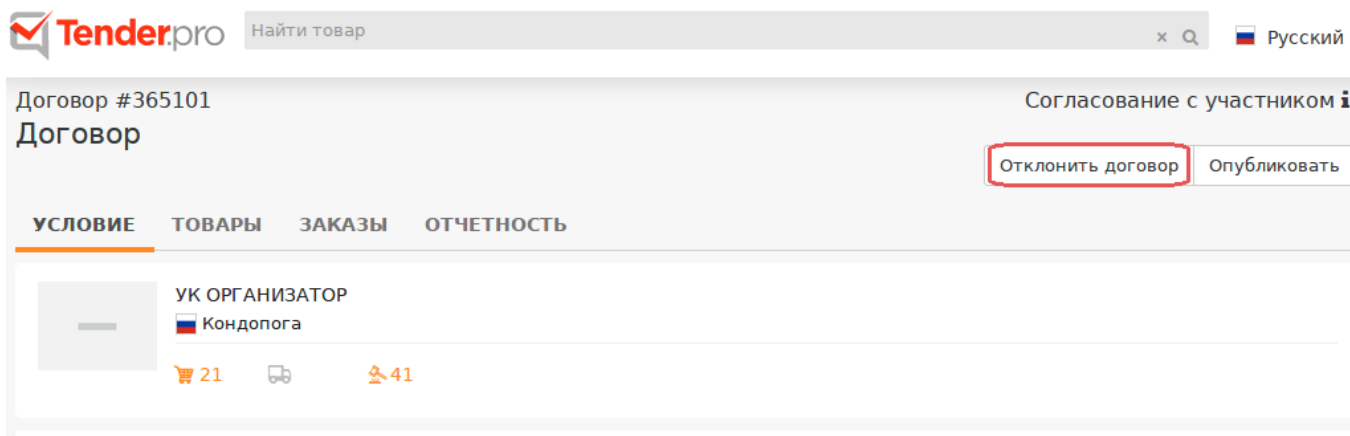 Tender.pro
Найти товар
× Русский
Договор #365101
Согласование с участником i
Договор
Отклонить договор Опубликовать
УСЛОВИЕ ТОВАРЫ ЗАКАЗЫ ОТЧЕТНОСТЬ
УК ОРГАНИЗАТОР
Кондопога
21 41